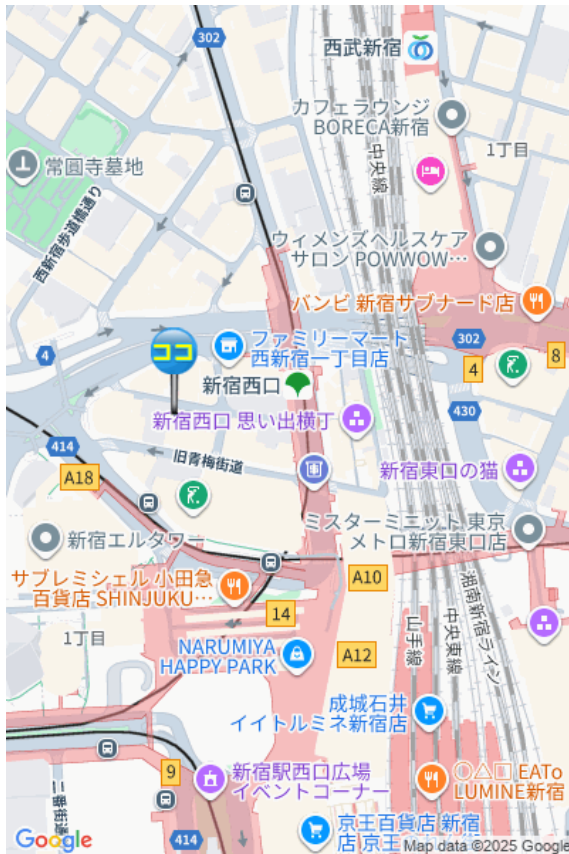 302
西武新宿
カフェラウンジ
BORECA新宿
1丁目
常圓寺墓地
中央線
西新宿歩道橋通り
ウィメンズヘルスケア
サロン POWWOW…
バンビ 新宿サブナード店
302
ファミリーマート
西新宿一丁目店
ココ
4
4
8
新宿西口
430
新宿西口 思い出横丁
414
旧青梅街道
A18
新宿東口の猫
新宿エルタワー
ミスターミニット 東京
メトロ新宿東口店
サブレミシェル 小田急
百貨店 SHINJUKU…
A10
14
湘南新宿ライン
中央東線
山手線
1丁目
NARUMIYA
HAPPY PARK
A12
成城石井
イイトルミネ新宿店
9
新宿駅西口広場
イベントコーナー
〇△□ EATo
LUMINE新宿
二番街通
京王百貨店 新宿
店 京王
414
Google
Map data ©2025 Google